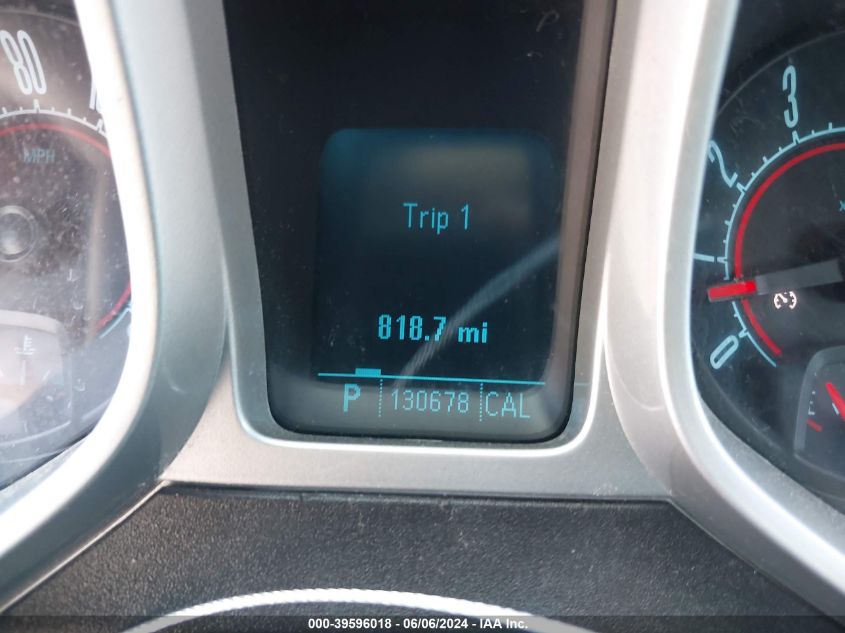 80
MPH
Trip 1
818.7 mi
P 130678 CAL
3
2
1
0
F
000-39596018 - 06/06/2024 - IAA Inc.